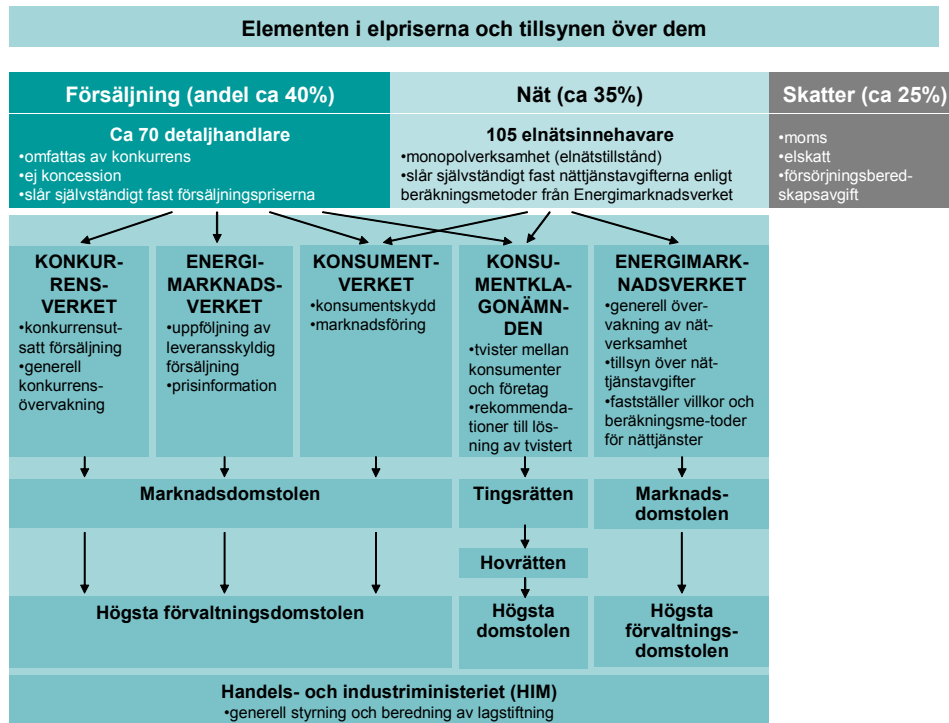 Elementen i elpriserna och tillsynen över dem
Försäljning (andel ca 40%)
Ca 70 detaljhandlare
•omfattas av konkurrens
•ej koncession
•slår självständigt fast försäljningspriserna
Nät (ca 35%)
105 elnätsinnehavare
•monopolverksamhet (elnätstillstånd)
•slår självständigt fast nättjänstavgifterna enligt
beräkningsmetoder från Energimarknadsverket
Skatter (ca 25%)
•moms
•elskatt
•försörjningsbered-
skapsavgift
KONKUR-
RENS-
VERKET
•konkurrensut-
satt försäljning
•generell
konkurrens-
övervakning
ENERGI-
MARKNADS-
VERKET
•uppföljning av
leveransskyldig
försäljning
•prisinformation
KONSUMENT-
VERKET
•konsumentskydd
•marknadsföring
KONSU-
MENTKLA-
GONÄMN-
DEN
•tvister mellan
konsumenter
och företag
•rekommenda-
tioner till lös-
ning av tvistert
ENERGIMARK-
NADSVERKET
•generell över-
vakning av nät-
verksamhet
•tillsyn över nät-
tjänstavgifter
•fastställer villkor och
beräkningsme-toder
för nättjänster
Marknadsdomstolen
Tingsrätten
Marknads-
domstolen
Hovrätten
Högsta förvaltningsdomstolen
Högsta
domstolen
Högsta
förvaltnings-
domstolen
Handels- och industriministeriet (HIM)
•generell styrning och beredning av lagstiftning